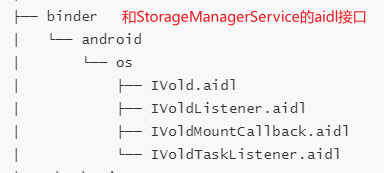 ├── binder 和StorageManagerService的aidl接口
│   └── android
│       └── os
│           ├── IVold.aidl
│           ├── IVoldListener.aidl
│           ├── IVoldMountCallback.aidl
│           └── IVoldTaskListener.aidl